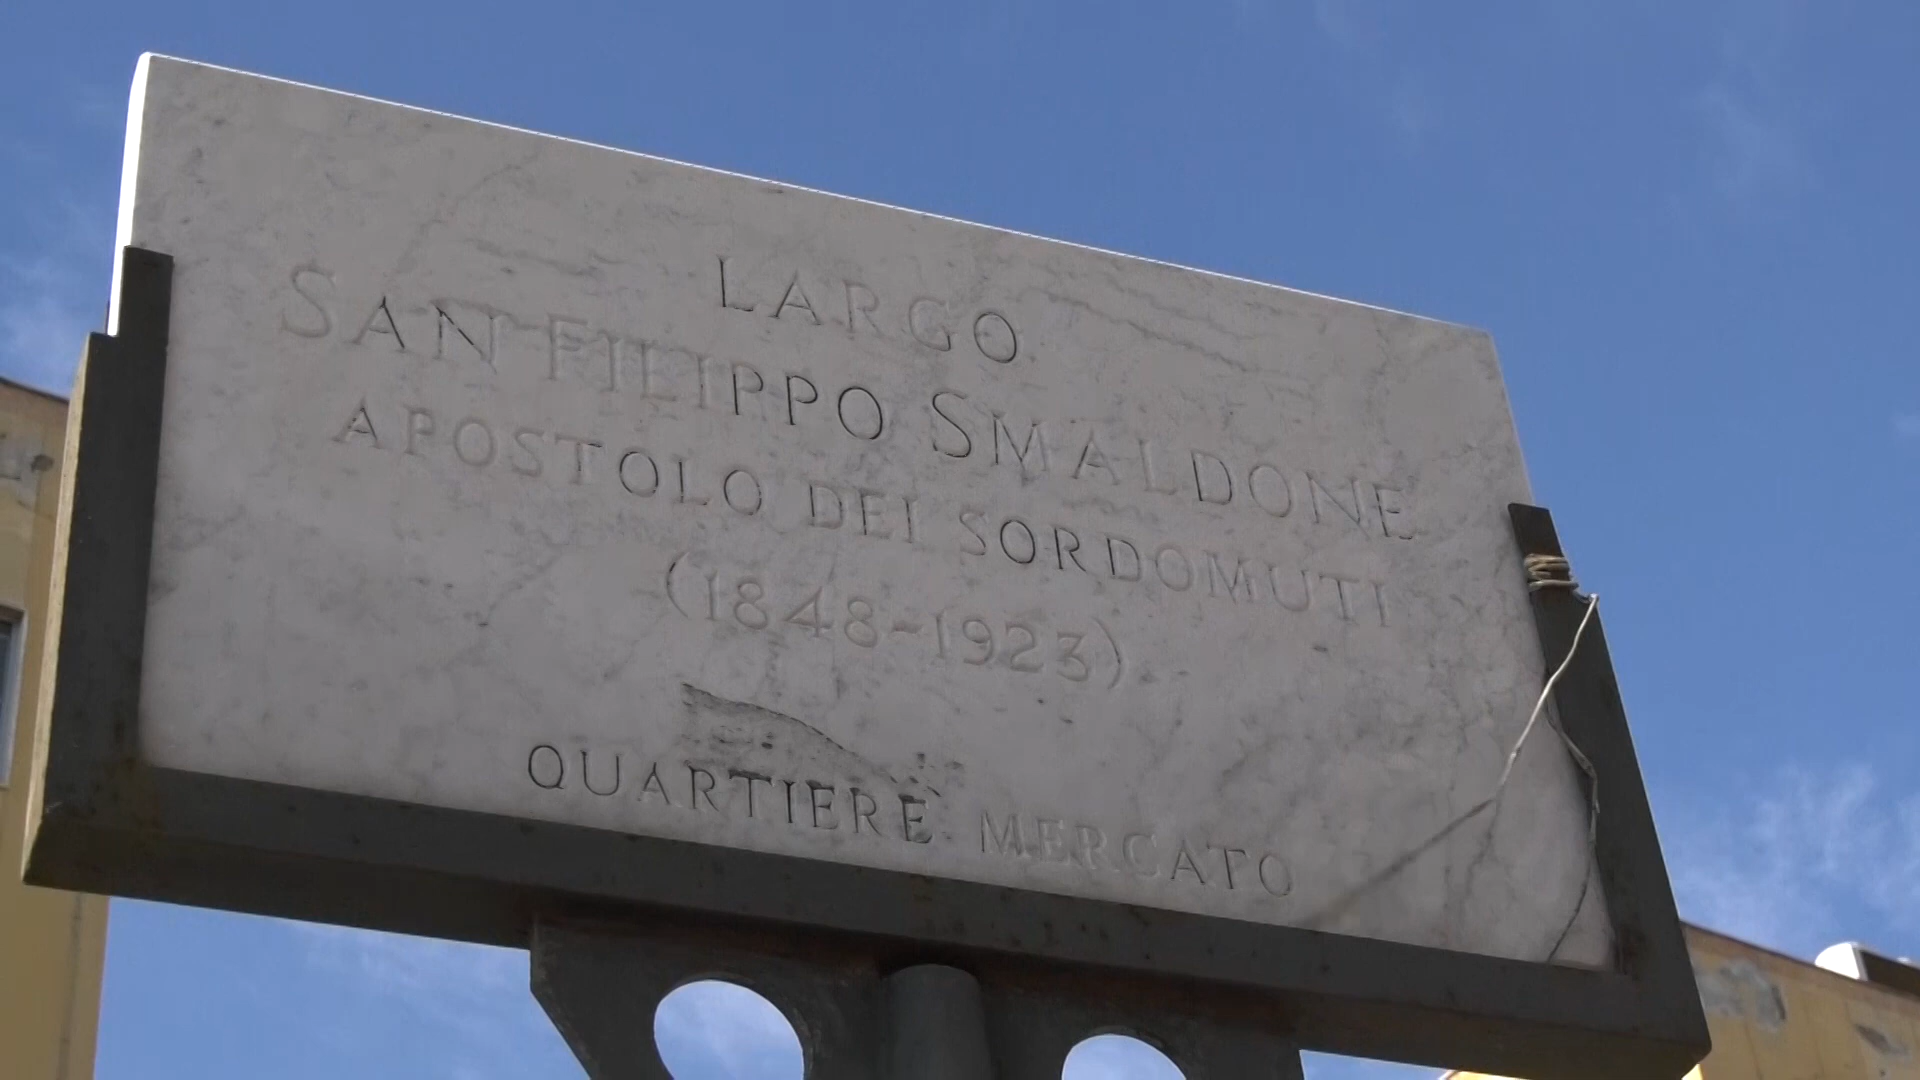 LARGO
SAN FILIPPO SMALDONE
APOSTOLO DEI SORDOMUTI
(1848-1923)
QUARTIERE MERCATO